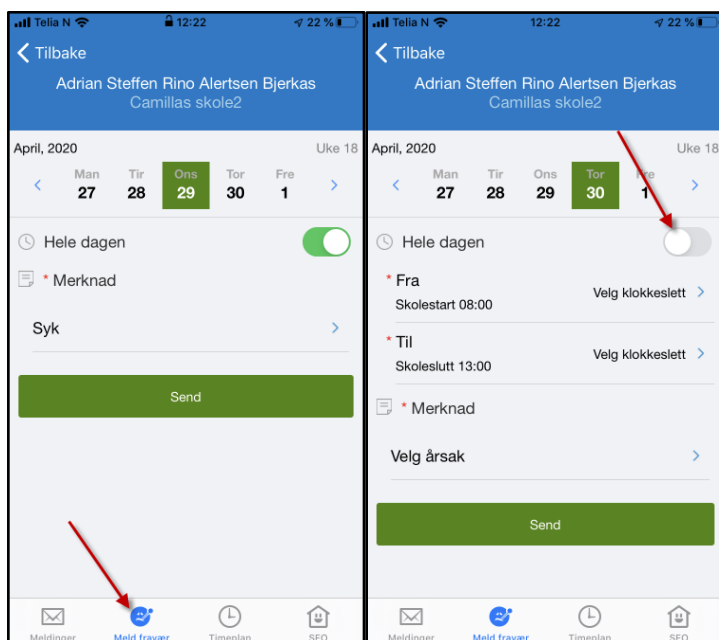 Telia N 12:22 22 %
Tilbake
Adrian Steffen Rino Alertsen Bjerkas
Camillas skole2
April, 2020 Uke 18
Man Tir Ons Tor Fre
27 28 29 30 1
Hele dagen
* Merknad
Syk
Send
Meldinger Meld fravær Timeplan SFO
Telia N 12:22 22 %
Tilbake
Adrian Steffen Rino Alertsen Bjerkas
Camillas skole2
April, 2020 Uke 18
Man Tir Ons Tor Fre
27 28 29 30 1
Hele dagen
* Fra
Skolestart 08:00 Velg klokkeslett
* Til
Skoleslutt 13:00 Velg klokkeslett
* Merknad
Velg årsak
Send
Meldinger Meld fravær Timeplan SFO